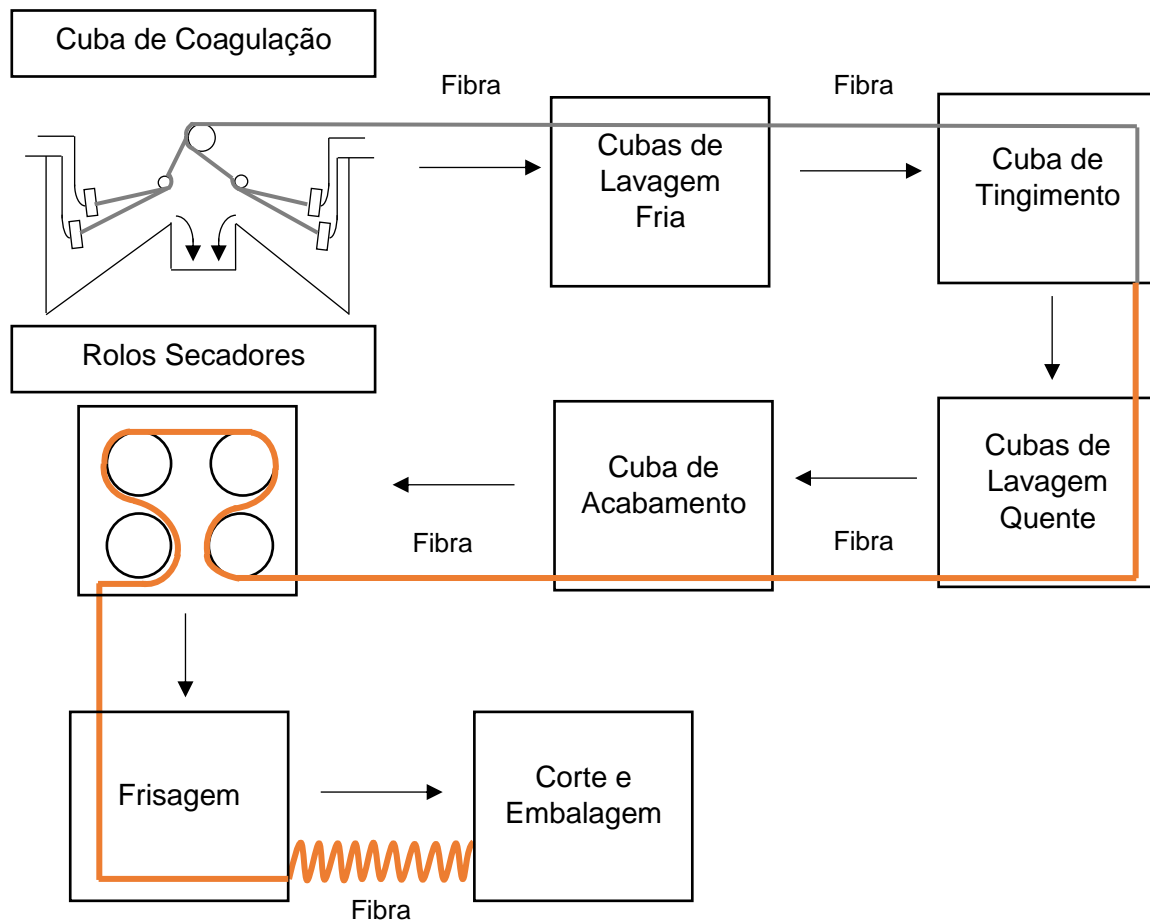 Cuba de Coagulação
Fibra
Fibra
Cubas de
Lavagem
Fria
Cuba de
Tingimento
Rolos Secadores
Cuba de
Acabamento
Cubas de
Lavagem
Quente
Fibra
Fibra
Frisagem
Corte e
Embalagem
Fibra